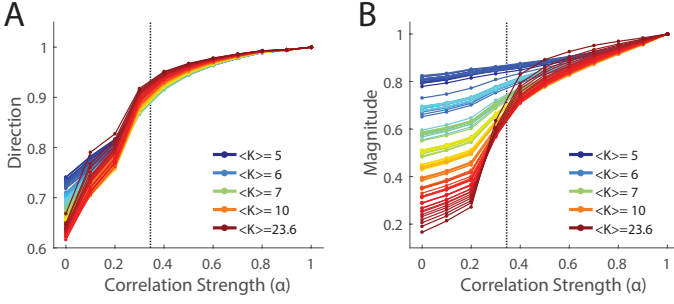 A
B
1
0.9
0.8
0.7
0.6
Direction
<K>= 5
<K>= 6
<K>= 7
<K>= 10
<K>=23.6
0 0.2 0.4 0.6 0.8 1
Correlation Strength (α)
1
0.8
0.6
0.4
0.2
Magnitude
<K>= 5
<K>= 6
<K>= 7
<K>= 10
<K>=23.6
0 0.2 0.4 0.6 0.8 1
Correlation Strength (α)